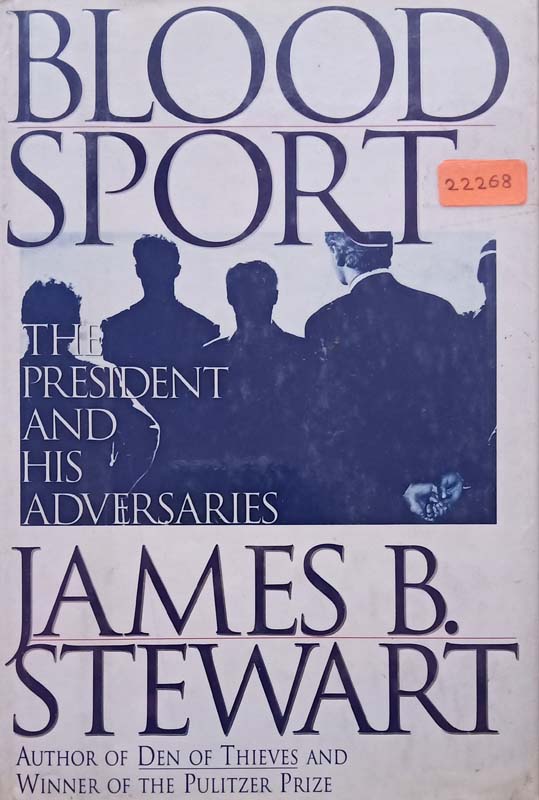 BLOOD
SPORT
22268
THE
PRESIDENT
AND
HIS
ADVERSARIES
JAMES B.
STEWART
AUTHOR OF DEN OF THIEVES AND
WINNER OF THE PULITZER PRIZE